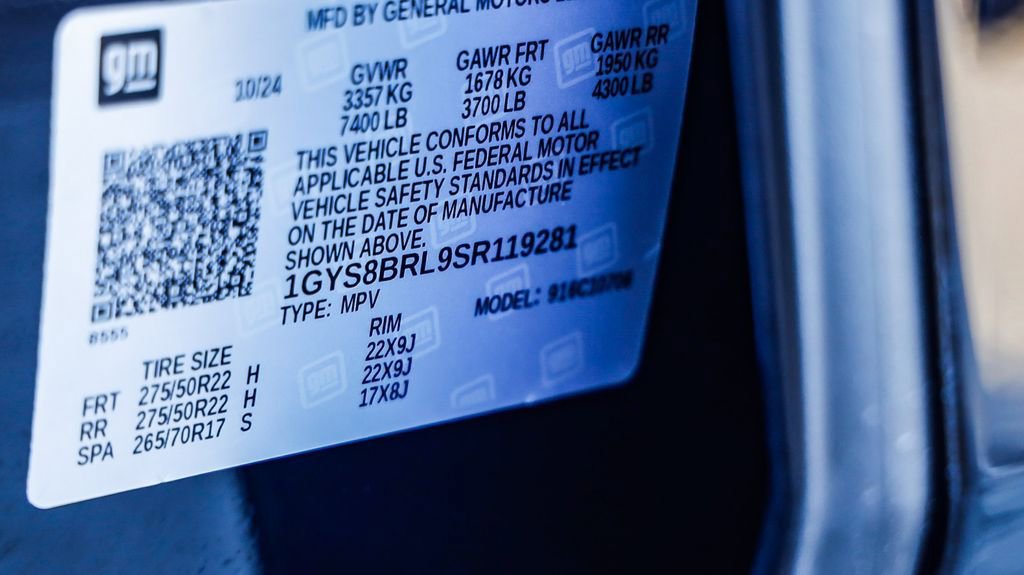 MFD BY GENERAL MOTORS
gm
10/24
GVWR
3357 KG
7400 LB
GAWR FRT
1678 KG
3700 LB
GAWR RR
1950 KG
4300 LB
THIS VEHICLE CONFORMS TO ALL
APPLICABLE U.S. FEDERAL MOTOR
VEHICLE SAFETY STANDARDS IN EFFECT
ON THE DATE OF MANUFACTURE
SHOWN ABOVE.
1GYS8BRL9SR119281
TYPE: MPV
MODEL:
TIRE SIZE
RIM
FRT 275/50R22 H 22X9J
RR 275/50R22 H 22X9J
SPA 265/70R17 S 17X8J